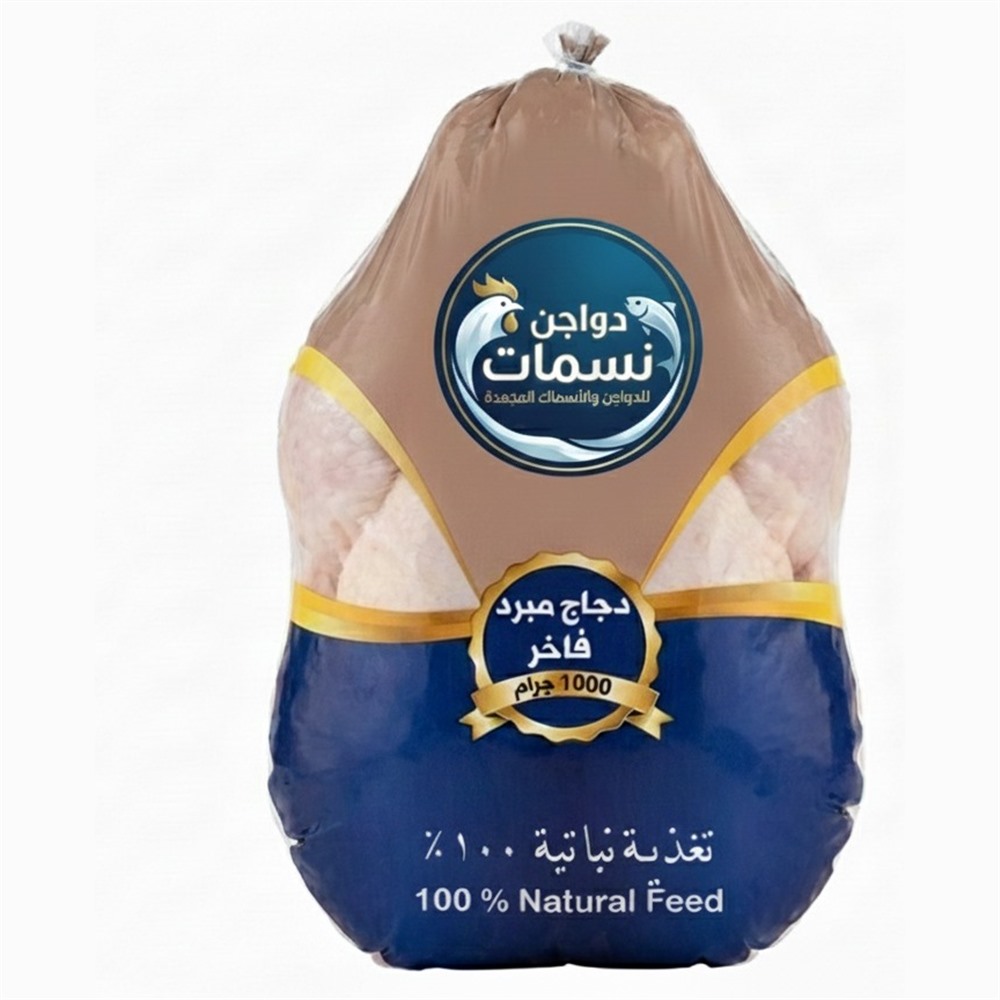 دواجن
نسمات
للدواجن والأسماك المجمدة
دجاج مبرد
فاخر
1000 جرام
تغذية نباتية ١٠٠٪
100 % Natural Feed